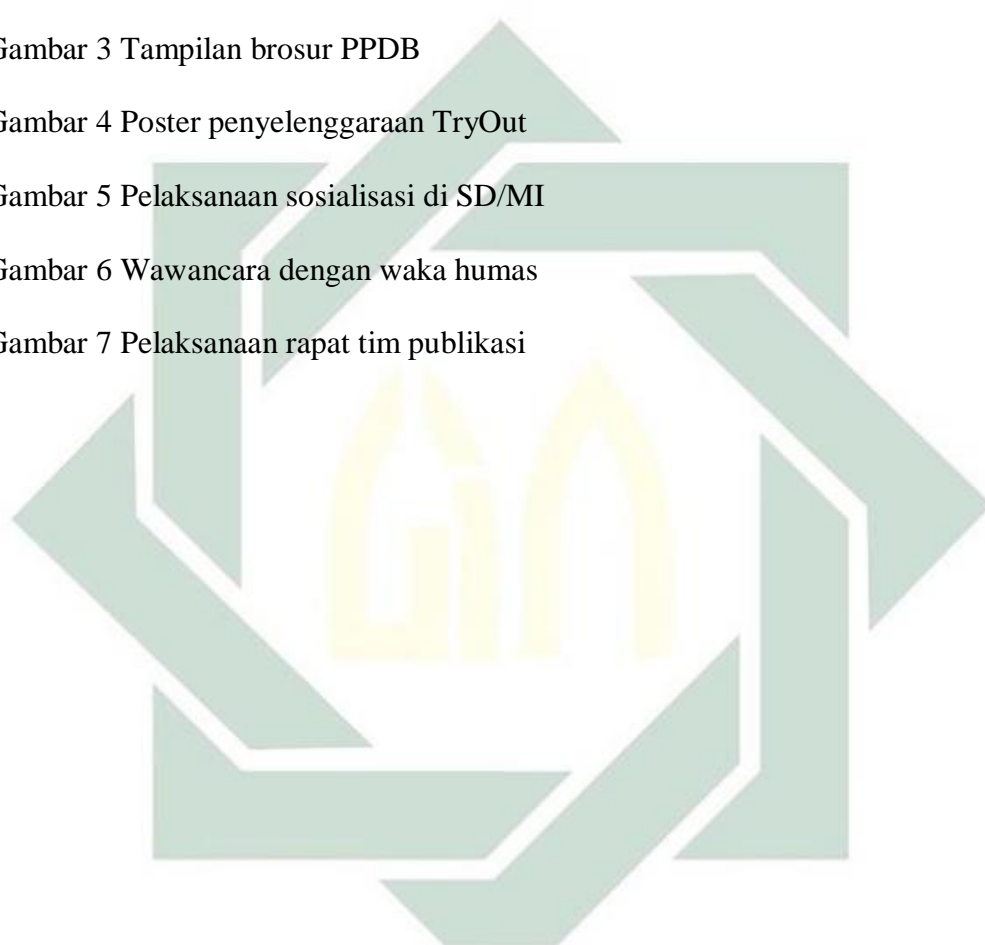 Gambar 3 Tampilan brosur PPDB
Gambar 4 Poster penyelenggaraan TryOut
Gambar 5 Pelaksanaan sosialisasi di SD/MI
Gambar 6 Wawancara dengan waka humas
Gambar 7 Pelaksanaan rapat tim publikasi